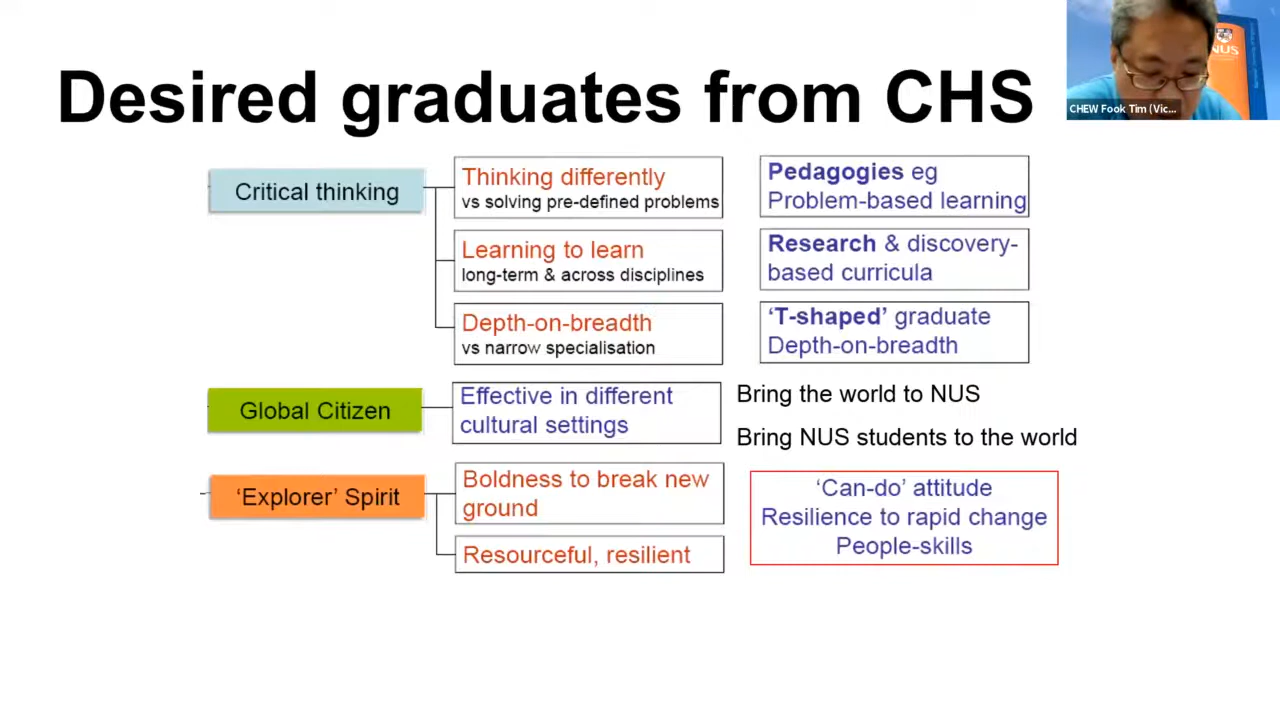 Desired graduates from CHS
NUS
CHEW Fook Tim (Vic...
Critical thinking
Thinking differently
vs solving pre-defined problems
Pedagogies eg
Problem-based learning
Learning to learn
long-term & across disciplines
Research & discovery-
based curricula
Depth-on-breadth
vs narrow specialisation
‘T-shaped’ graduate
Depth-on-breadth
Global Citizen
Effective in different
cultural settings
Bring the world to NUS
Bring NUS students to the world
‘Explorer’ Spirit
Boldness to break new
ground
Resourceful, resilient
‘Can-do’ attitude
Resilience to rapid change
People-skills